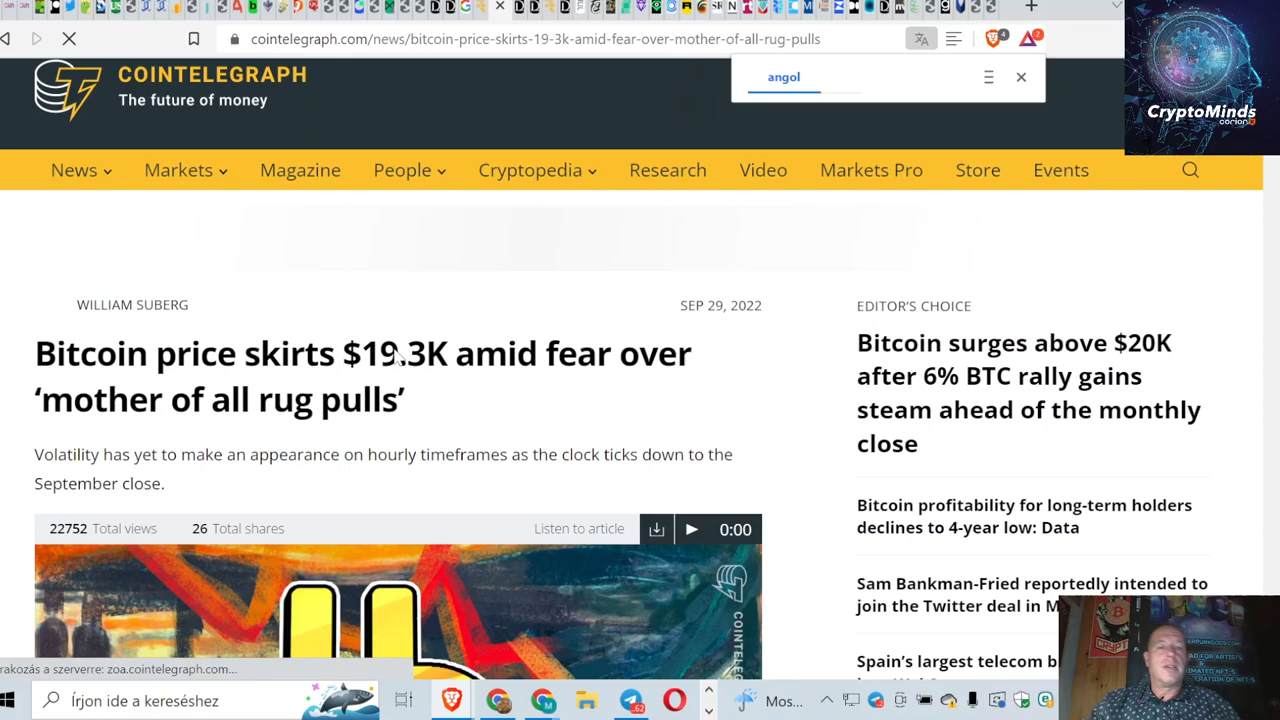 cointelegraph.com/news/bitcoin-price-skirts-19-3k-amid-fear-over-mother-of-all-rug-pulls
4
2
angol
CryptoMinds
COINTELEGRAPH
The future of money
News Markets Magazine People Cryptopedia Research Video Markets Pro Store Events
WILLIAM SUBERG
SEP 29, 2022
Bitcoin price skirts $19.3K amid fear over
‘mother of all rug pulls’
Volatility has yet to make an appearance on hourly timeframes as the clock ticks down to the
September close.
22752 Total views 26 Total shares Listen to article 0:00
COINTELEGRAPH
EDITOR’S CHOICE
Bitcoin surges above $20K
after 6% BTC rally gains
steam ahead of the monthly
close
Bitcoin profitability for long-term holders
declines to 4-year low: Data
Sam Bankman-Fried reportedly intended to
join the Twitter deal in M
Spain’s largest telecom b
rakozás a szerverre: zoa.cointelegraph.com...
Írjon ide a kereséshez
62
Mos...